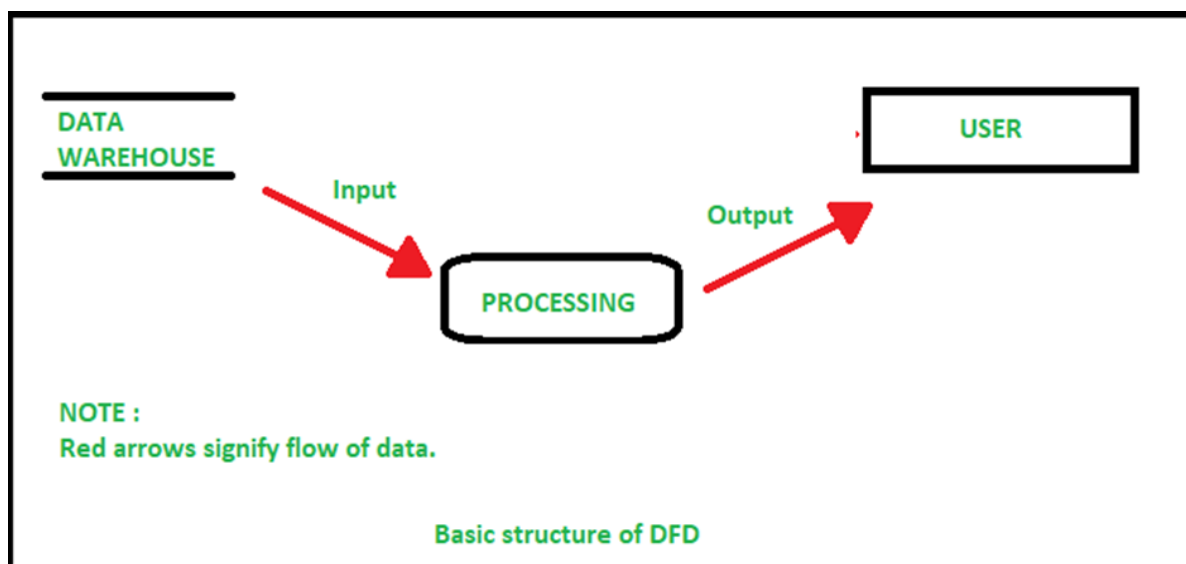 DATA
WAREHOUSE
USER
Input
Output
PROCESSING
NOTE :
Red arrows signify flow of data.
Basic structure of DFD